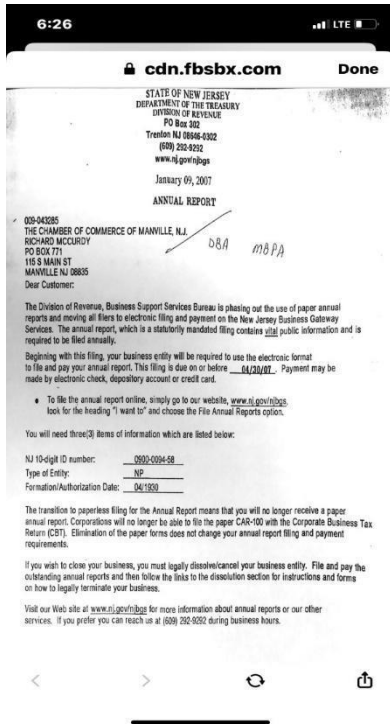 6:26
LTE
cdn.fbsbx.com
Done
STATE OF NEW JERSEY
DEPARTMENT OF THE TREASURY
DIVISION OF REVENUE
PO Box 302
Trenton NJ 08646-0302
(609) 292-9292
www.nj.gov/njbgs
January 09, 2007
ANNUAL REPORT
009-043285
THE CHAMBER OF COMMERCE OF MANVILLE, N.J.
RICHARD MCCURDY
PO BOX 771
115 S MAIN ST
MANVILLE NJ 08835
DBA MBPA
Dear Customer:
The Division of Revenue, Business Support Services Bureau is phasing out the use of paper annual
reports and moving all filers to electronic filing and payment on the New Jersey Business Gateway
Services. The annual report, which is a statutorily mandated filing contains vital public information and is
required to be filed annually.
Beginning with this filing, your business entity will be required to use the electronic format
to file and pay your annual report. This filing is due on or before 04/30/07. Payment may be
made by electronic check, depository account or credit card.
• To file the annual report online, simply go to our website, www.nj.gov/njbgs,
look for the heading "I want to" and choose the File Annual Reports option.
You will need three(3) items of information which are listed below:
NJ 10-digit ID number: 0900-0094-58
Type of Entity: NP
Formation/Authorization Date: 04/1930
The transition to paperless filing for the Annual Report means that you will no longer receive a paper
annual report. Corporations will no longer be able to file the paper CAR-100 with the Corporate Business Tax
Return (CBT). Elimination of the paper forms does not change your annual report filing and payment
requirements.
If you wish to close your business, you must legally dissolve/cancel your business entity. File and pay the
outstanding annual reports and then follow the links to the dissolution section for instructions and forms
on how to legally terminate your business.
Visit our Web site at www.nj.gov/njbgs for more information about annual reports or our other
services. If you prefer you can reach us at (609) 292-9292 during business hours.